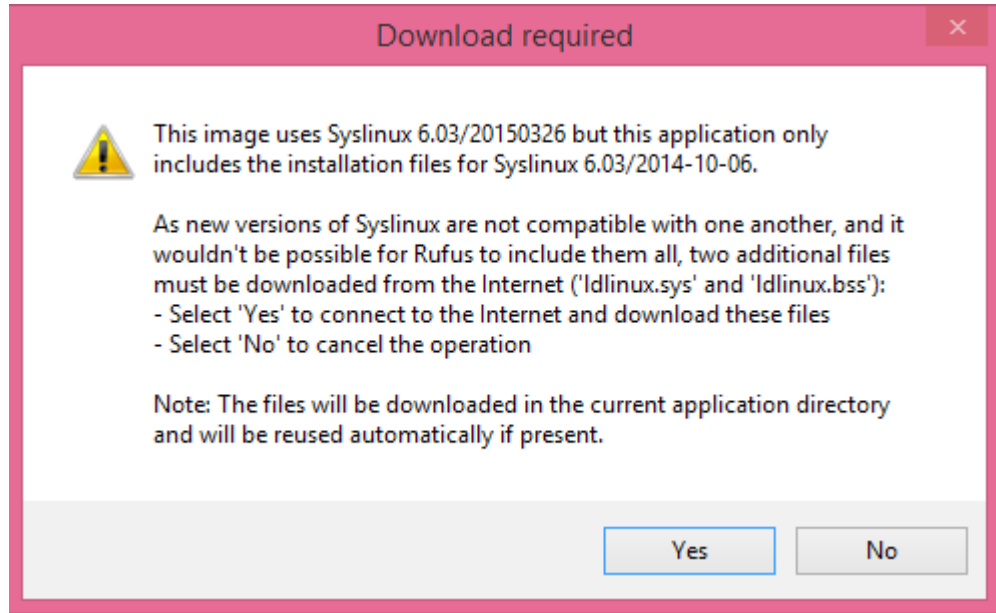 Download required
This image uses Syslinux 6.03/20150326 but this application only
includes the installation files for Syslinux 6.03/2014-10-06.
As new versions of Syslinux are not compatible with one another, and it
wouldn't be possible for Rufus to include them all, two additional files
must be downloaded from the Internet ('ldlinux.sys' and 'ldlinux.bss'):
- Select 'Yes' to connect to the Internet and download these files
- Select 'No' to cancel the operation
Note: The files will be downloaded in the current application directory
and will be reused automatically if present.
Yes
No